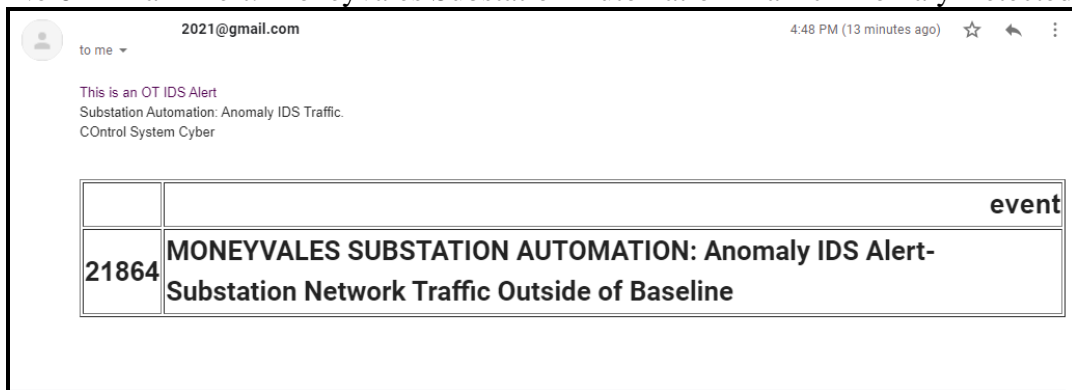 2021@gmail.com
4:48 PM (13 minutes ago)
to me
This is an OT IDS Alert
Substation Automation: Anomaly IDS Traffic.
COntrol System Cyber
event
21864
MONEYVALES SUBSTATION AUTOMATION: Anomaly IDS Alert-
Substation Network Traffic Outside of Baseline